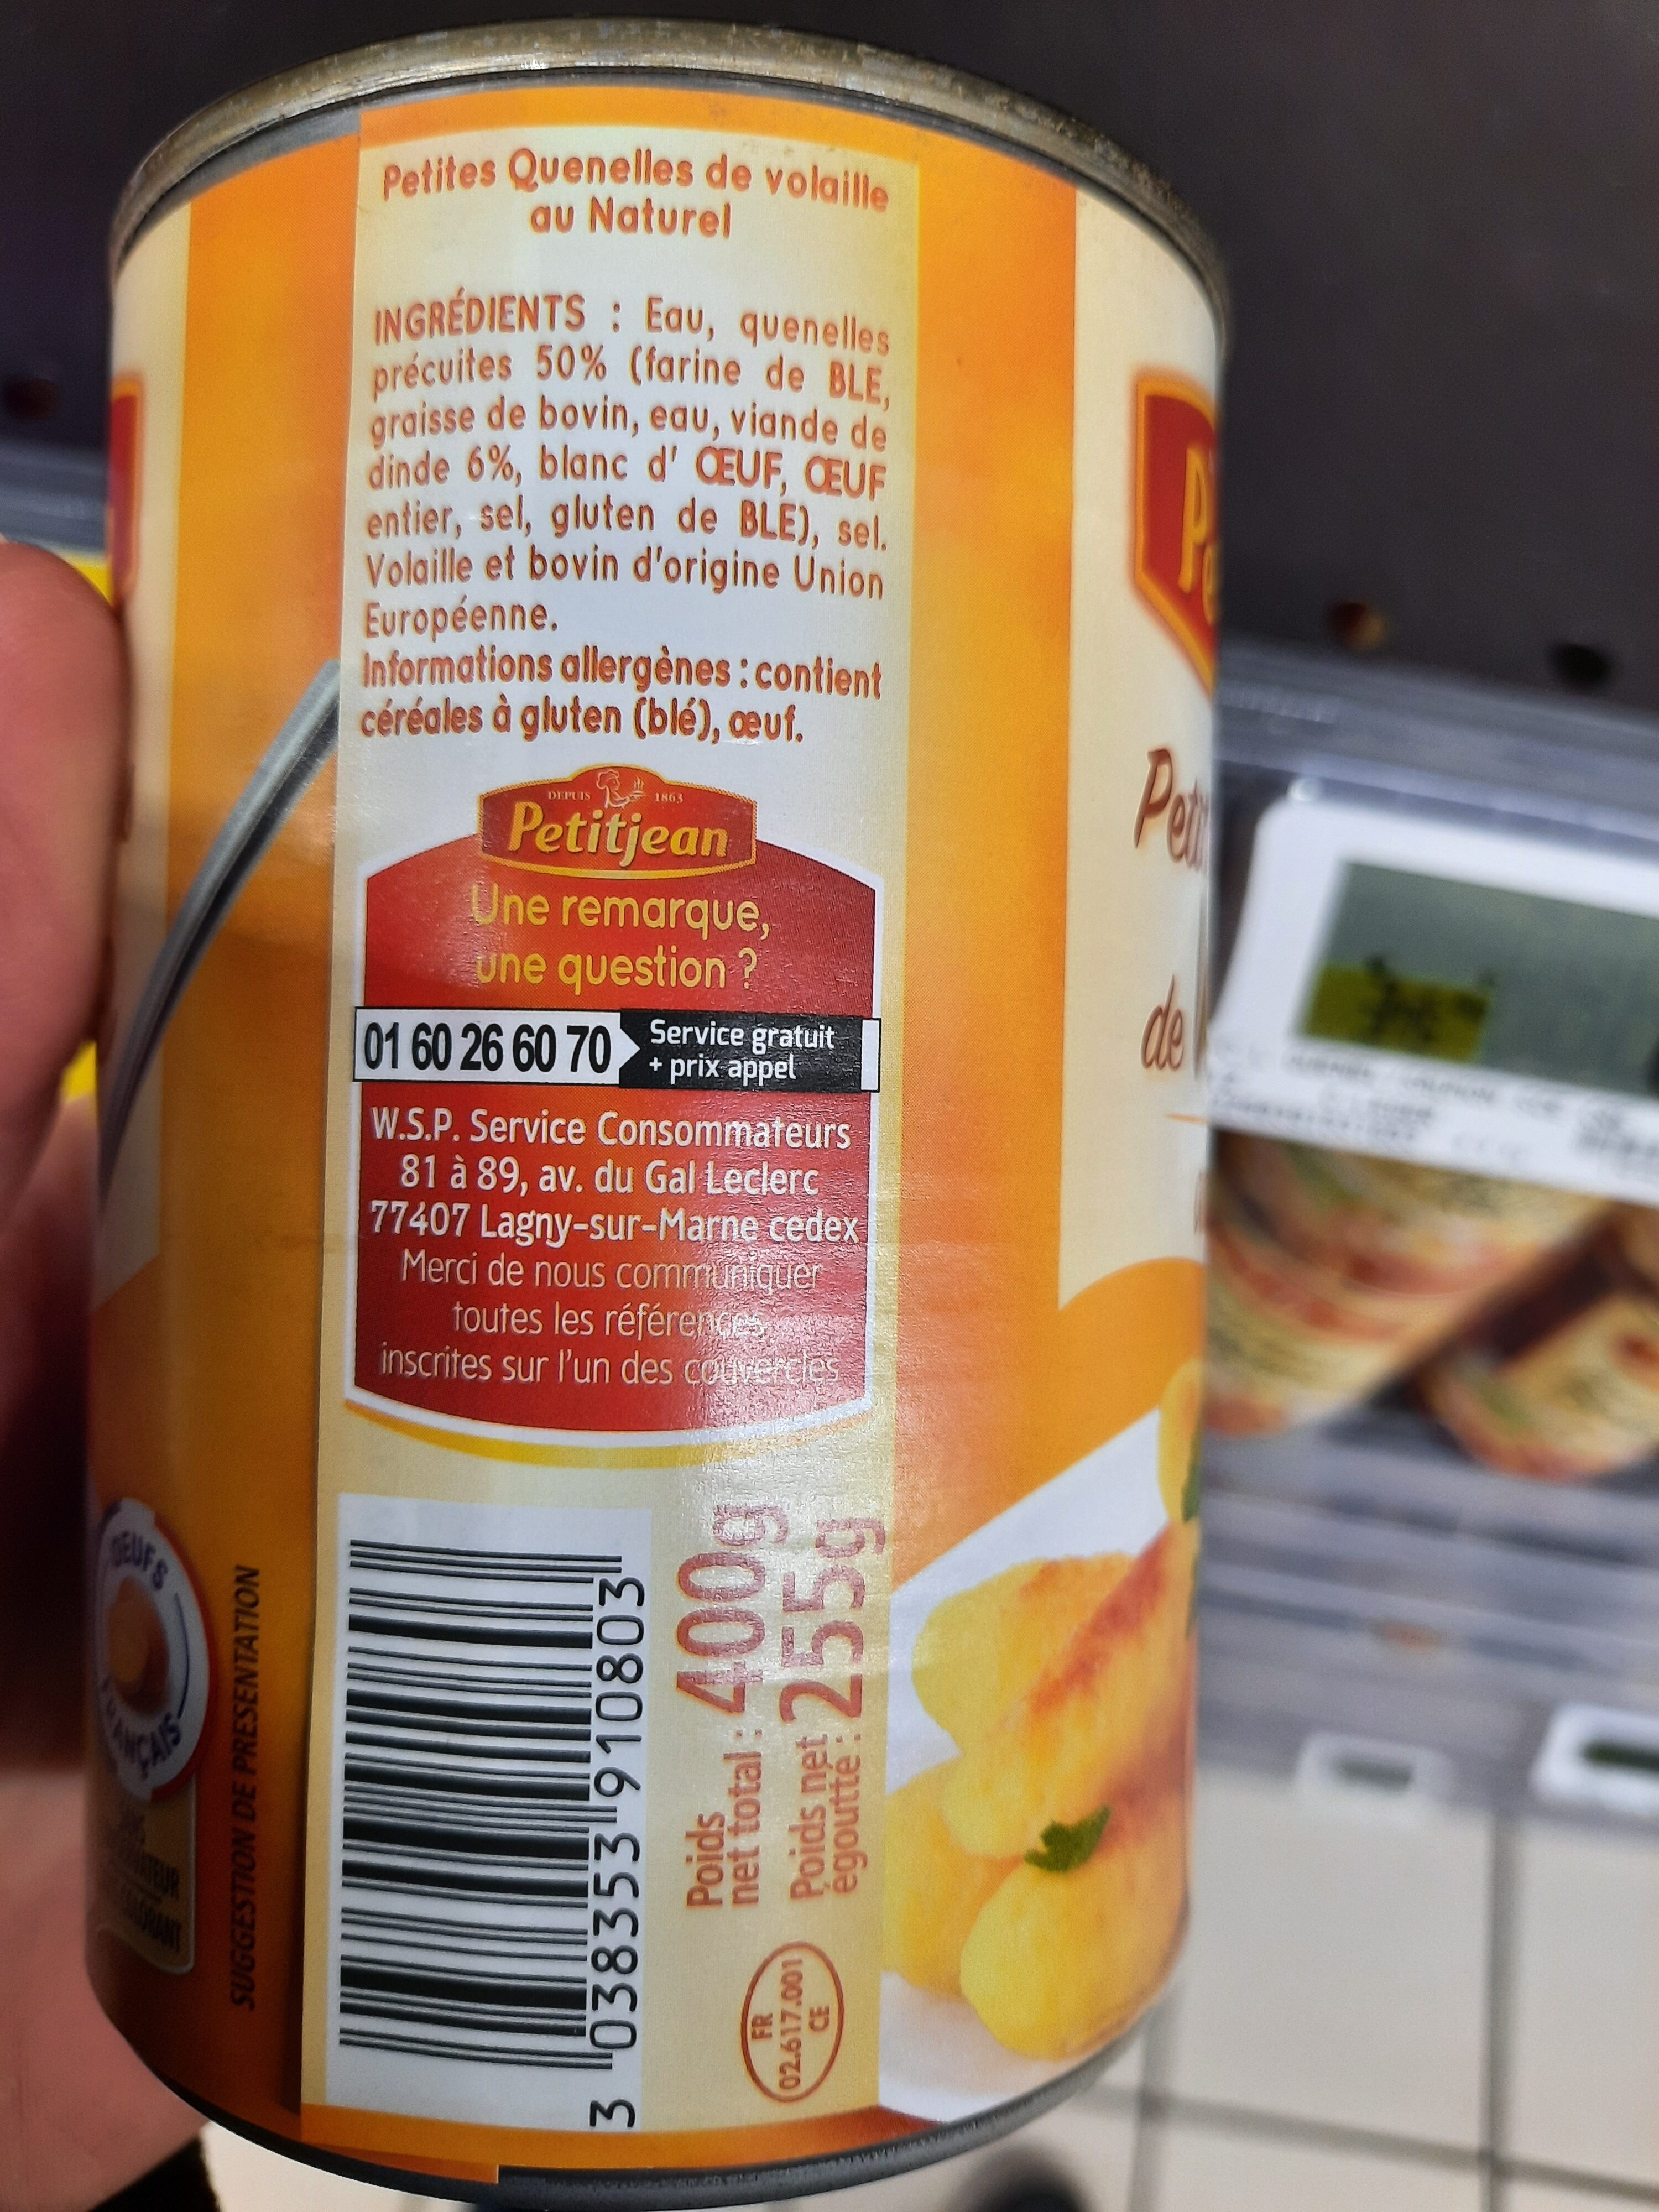 Petites Quenelles de volaille
au Naturel
INGRÉDIENTS : Eau, quenelles
précuites 50% (farine de BLE,
graisse de bovin, eau, viande de
dinde 6%, blanc d' ŒUF, ŒUF
entier, sel, gluten de BLE), sel.
Volaille et bovin d'origine Union
Européenne.
Informations allergènes : contient
céréales à gluten (blé), œuf.
DEPUIS 1863
Petitjean
Une remarque,
une question ?
01 60 26 60 70 Service gratuit
+ prix appel
W.S.P. Service Consommateurs
81 à 89, av. du Gal Leclerc
77407 Lagny-sur-Marne cedex
Merci de nous communiquer
toutes les références
inscrites sur l'un des couvercles
3 038353 910803
Poids
net total : 400g
Poids net
égoutté : 255g
FR
02.617.001
CE
SUGGESTION DE PRÉSENTATION
OEUFS
de